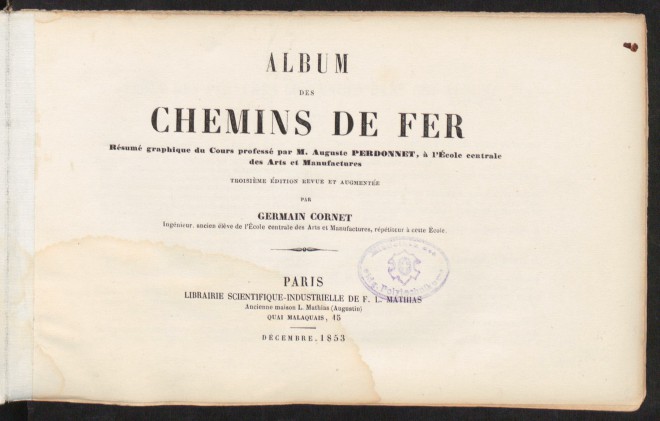 ALBUM
DES
CHEMINS DE FER
Résumé graphique du Cours professé par M. Auguste PERDONNET, à l'École centrale
des Arts et Manufactures
TROISIÈME ÉDITION REVUE ET AUGMENTÉE
PAR
GERMAIN CORNET
Ingénieur, ancien élève de l'École centrale des Arts et Manufactures, répétiteur à cette École.
PARIS
LIBRAIRIE SCIENTIFIQUE-INDUSTRIELLE DE F. L. MATHIAS
Ancienne maison L. Mathias (Augustin)
QUAI MALAQUAIS, 15
DÉCEMBRE, 1853